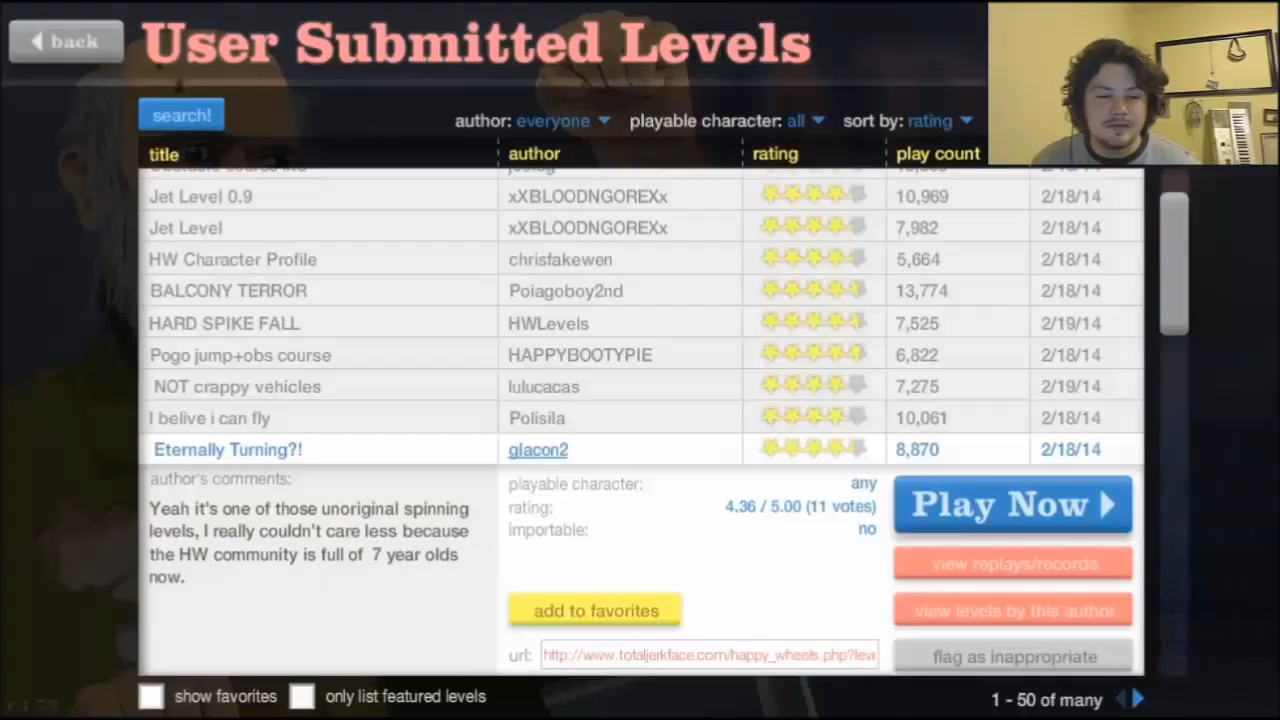 back
User Submitted Levels
search!
author: everyone playable character: all sort by: rating
title author rating play count
Jet Level 0.9 xXBLOODNGOREXx 10,969 2/18/14
Jet Level xXBLOODNGOREXx 7,982 2/18/14
HW Character Profile chrisfakewen 5,664 2/18/14
BALCONY TERROR Poiagoboy2nd 13,774 2/18/14
HARD SPIKE FALL HWLevels 7,525 2/19/14
Pogo jump+obs course HAPPYBOOTYPIE 6,822 2/18/14
NOT crappy vehicles lulucacas 7,275 2/19/14
I belive i can fly Polisila 10,061 2/18/14
Eternally Turning?! glacon2 8,870 2/18/14
author's comments:
Yeah it's one of those unoriginal spinning
levels, I really couldn't care less because
the HW community is full of 7 year olds
now.
playable character: any
rating: 4.36 / 5.00 (11 votes)
importable: no
add to favorites
url: http://www.totaljerkface.com/happy_wheels.php?leve
Play Now
view replays/records
view levels by this author
flag as inappropriate
show favorites only list featured levels
1 - 50 of many